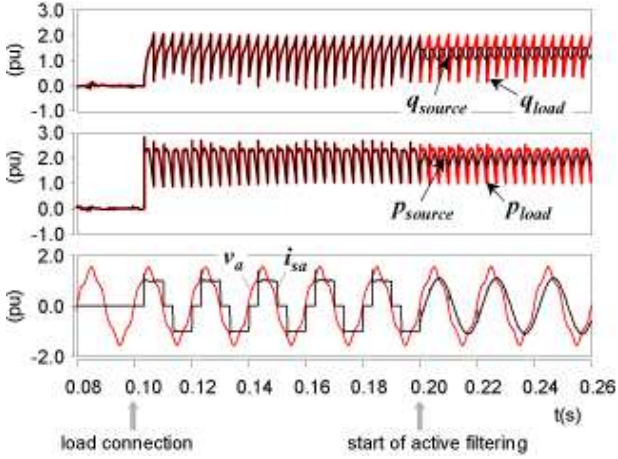 3.0
2.0
(pu)
1.0
0.0
-1.0
q_source q_load
3.0
2.0
(pu)
1.0
0.0
-1.0
p_source p_load
2.0
v_a i_sa
(pu)
0.0
-2.0
0.08 0.10 0.12 0.14 0.16 0.18 0.20 0.22 0.24 0.26
t(s)
load connection start of active filtering